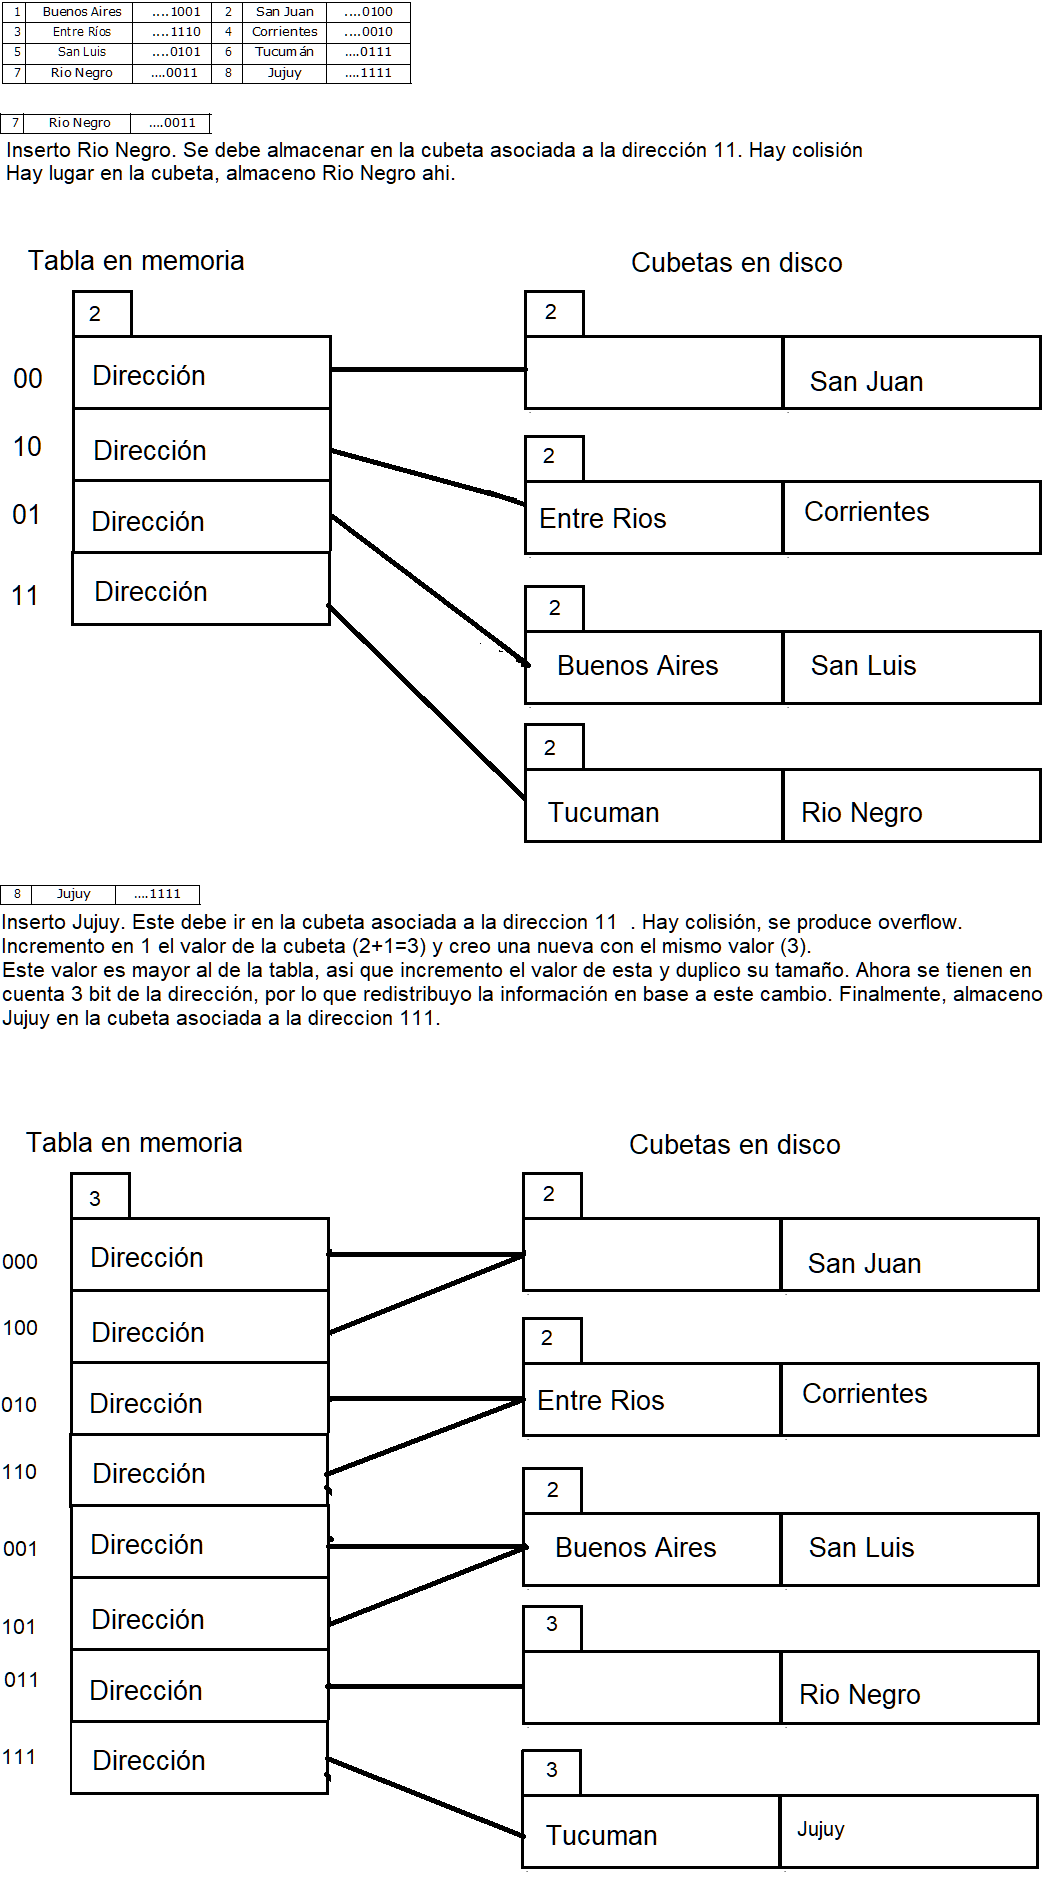 1 Buenos Aires ....1001 2 San Juan ....0100
3 Entre Ríos ....1110 4 Corrientes ....0010
5 San Luis ....0101 6 Tucumán ....0111
7 Rio Negro ....0011 8 Jujuy ....1111
7 Rio Negro ....0011
Inserto Rio Negro. Se debe almacenar en la cubeta asociada a la dirección 11. Hay colisión
Hay lugar en la cubeta, almaceno Rio Negro ahi.
Tabla en memoria
Cubetas en disco
2
2
00 Dirección
San Juan
10 Dirección
2
Entre Rios Corrientes
01 Dirección
11 Dirección
2
Buenos Aires San Luis
2
Tucuman Rio Negro
8 Jujuy ....1111
Inserto Jujuy. Este debe ir en la cubeta asociada a la direccion 11 . Hay colisión, se produce overflow.
Incremento en 1 el valor de la cubeta (2+1=3) y creo una nueva con el mismo valor (3).
Este valor es mayor al de la tabla, asi que incremento el valor de esta y duplico su tamaño. Ahora se tienen en
cuenta 3 bit de la dirección, por lo que redistribuyo la información en base a este cambio. Finalmente, almaceno
Jujuy en la cubeta asociada a la direccion 111.
Tabla en memoria
Cubetas en disco
3
2
000 Dirección
San Juan
100 Dirección
2
010 Dirección
Entre Rios Corrientes
110 Dirección
2
001 Dirección
Buenos Aires San Luis
101 Dirección
3
011 Dirección
Rio Negro
111 Dirección
3
Tucuman Jujuy